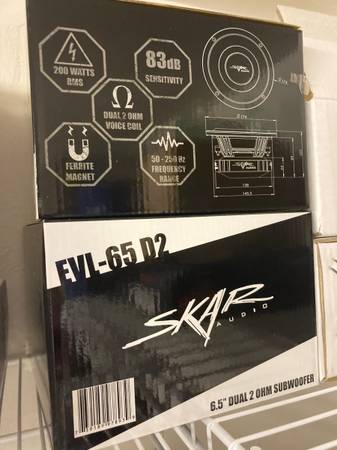 200 WATTS
RMS
83dB
SENSITIVITY
Ω
DUAL 2 OHM
VOICE COIL
FERRITE
MAGNET
50 - 250 Hz
FREQUENCY
RANGE
EVL-65 D2
SKAR
AUDIO
6.5" DUAL 2 OHM SUBWOOFER